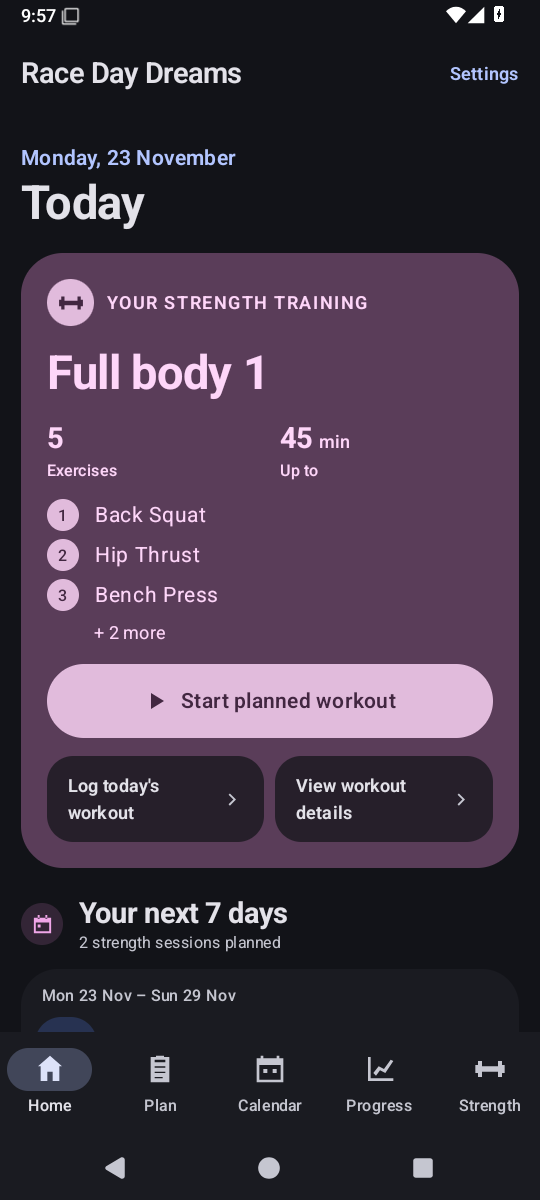 9:57
Race Day Dreams
Settings
Monday, 23 November
Today
YOUR STRENGTH TRAINING
Full body 1
5
45 min
Exercises
Up to
1 Back Squat
2 Hip Thrust
3 Bench Press
+ 2 more
Start planned workout
Log today's
workout
View workout
details
Your next 7 days
2 strength sessions planned
Mon 23 Nov – Sun 29 Nov
Home
Plan
Calendar
Progress
Strength